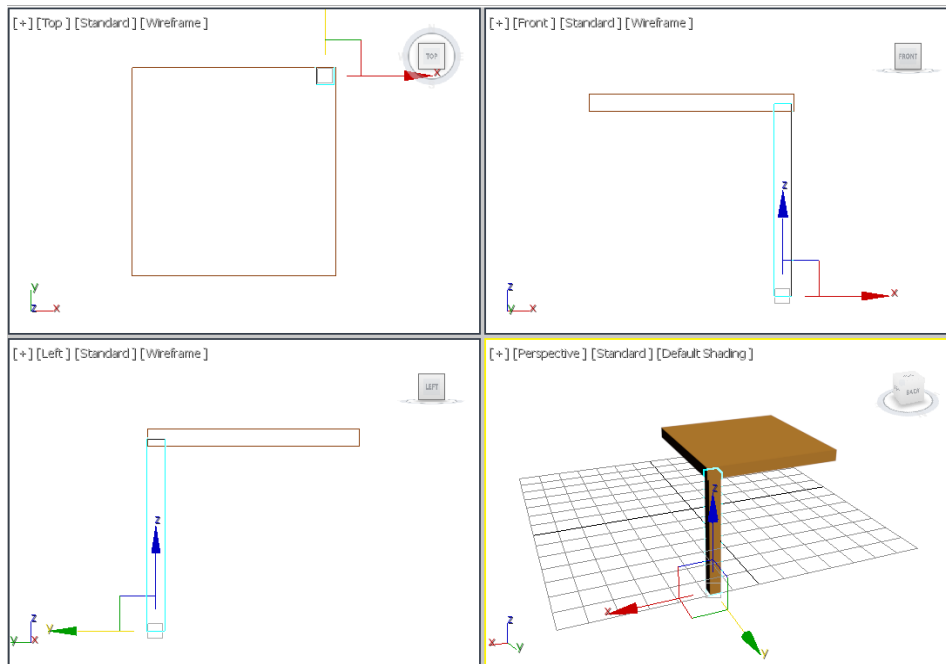 [+] [Top ] [Standard ] [Wireframe ]
TOP
x
y
z
x
[+] [Front ] [Standard ] [Wireframe ]
FRONT
z
x
z
y
x
[+] [Left ] [Standard ] [Wireframe ]
LEFT
z
y
z
y
x
[+] [Perspective ] [Standard ] [Default Shading ]
BACK
z
x
y
z
x
y